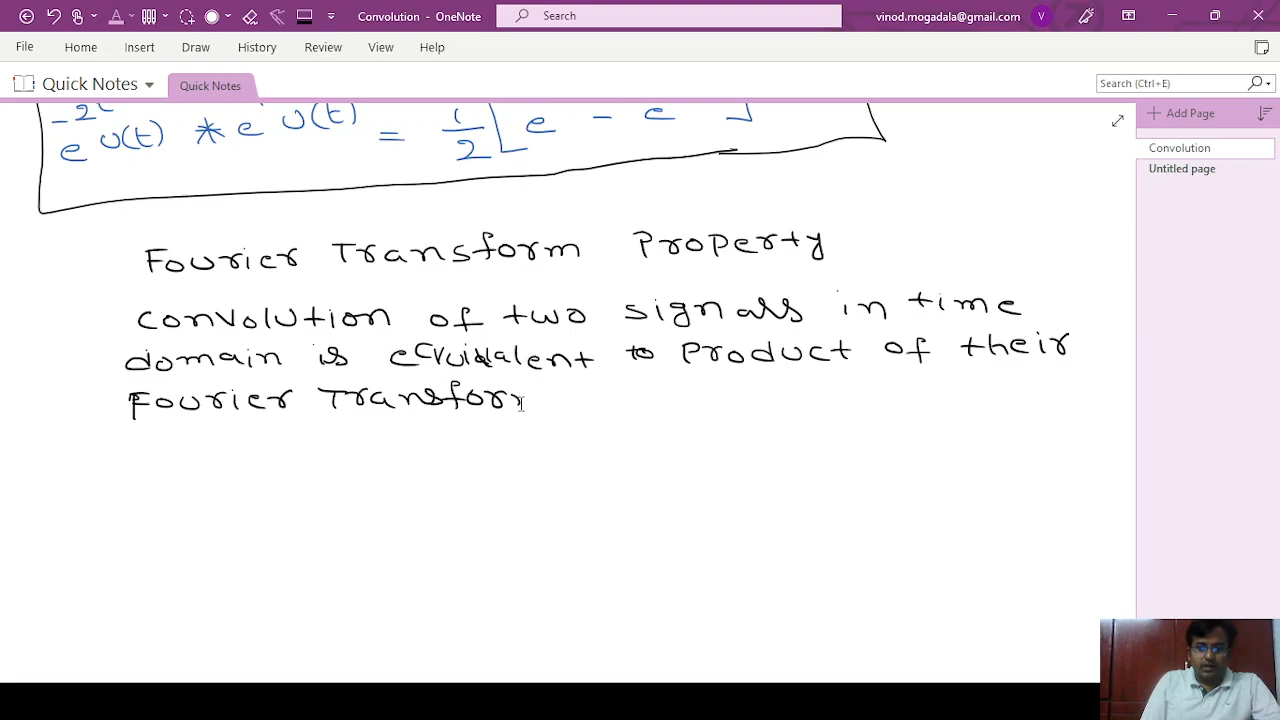 Convolution - OneNote
Search
vinod.mogadala@gmail.com
V
File Home Insert Draw History Review View Help
Quick Notes
Quick Notes
Search (Ctrl+E)
Add Page
Convolution
Untitled page
e^-2t u(t) * e u(t) = 1/2 [ e - e ]
Fourier Transform Property
convolution of two signals in time
domain is equivalent to product of their
Fourier Transfor